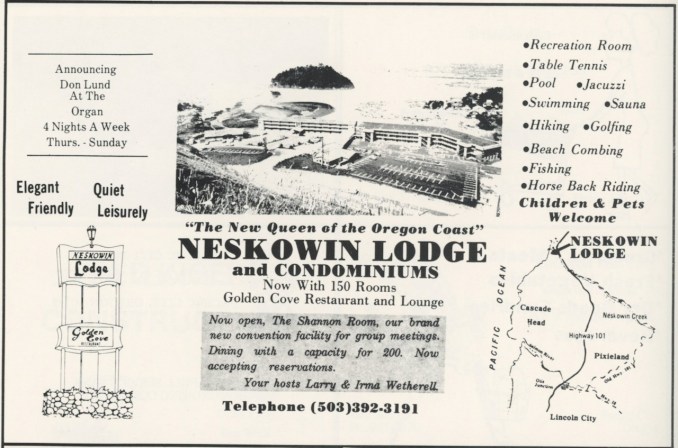 Announcing
Don Lund
At The
Organ
4 Nights A Week
Thurs. - Sunday
Elegant Quiet
Friendly Leisurely
NESKOWIN
Lodge
Golden
Cove
RESTAURANT
"The New Queen of the Oregon Coast"
NESKOWIN LODGE
and CONDOMINIUMS
Now With 150 Rooms
Golden Cove Restaurant and Lounge
Now open, The Shannon Room, our brand
new convention facility for group meetings.
Dining with a capacity for 200. Now
accepting reservations.
Your hosts Larry & Irma Wetherell.
Telephone (503)392-3191
•Recreation Room
•Table Tennis
•Pool •Jacuzzi
•Swimming •Sauna
•Hiking •Golfing
•Beach Combing
•Fishing
•Horse Back Riding
Children & Pets
Welcome
NESKOWIN
LODGE
PACIFIC OCEAN
Cascade
Head
Neskowin Creek
Highway 101
Pixieland
Otis
Junction
Lincoln City